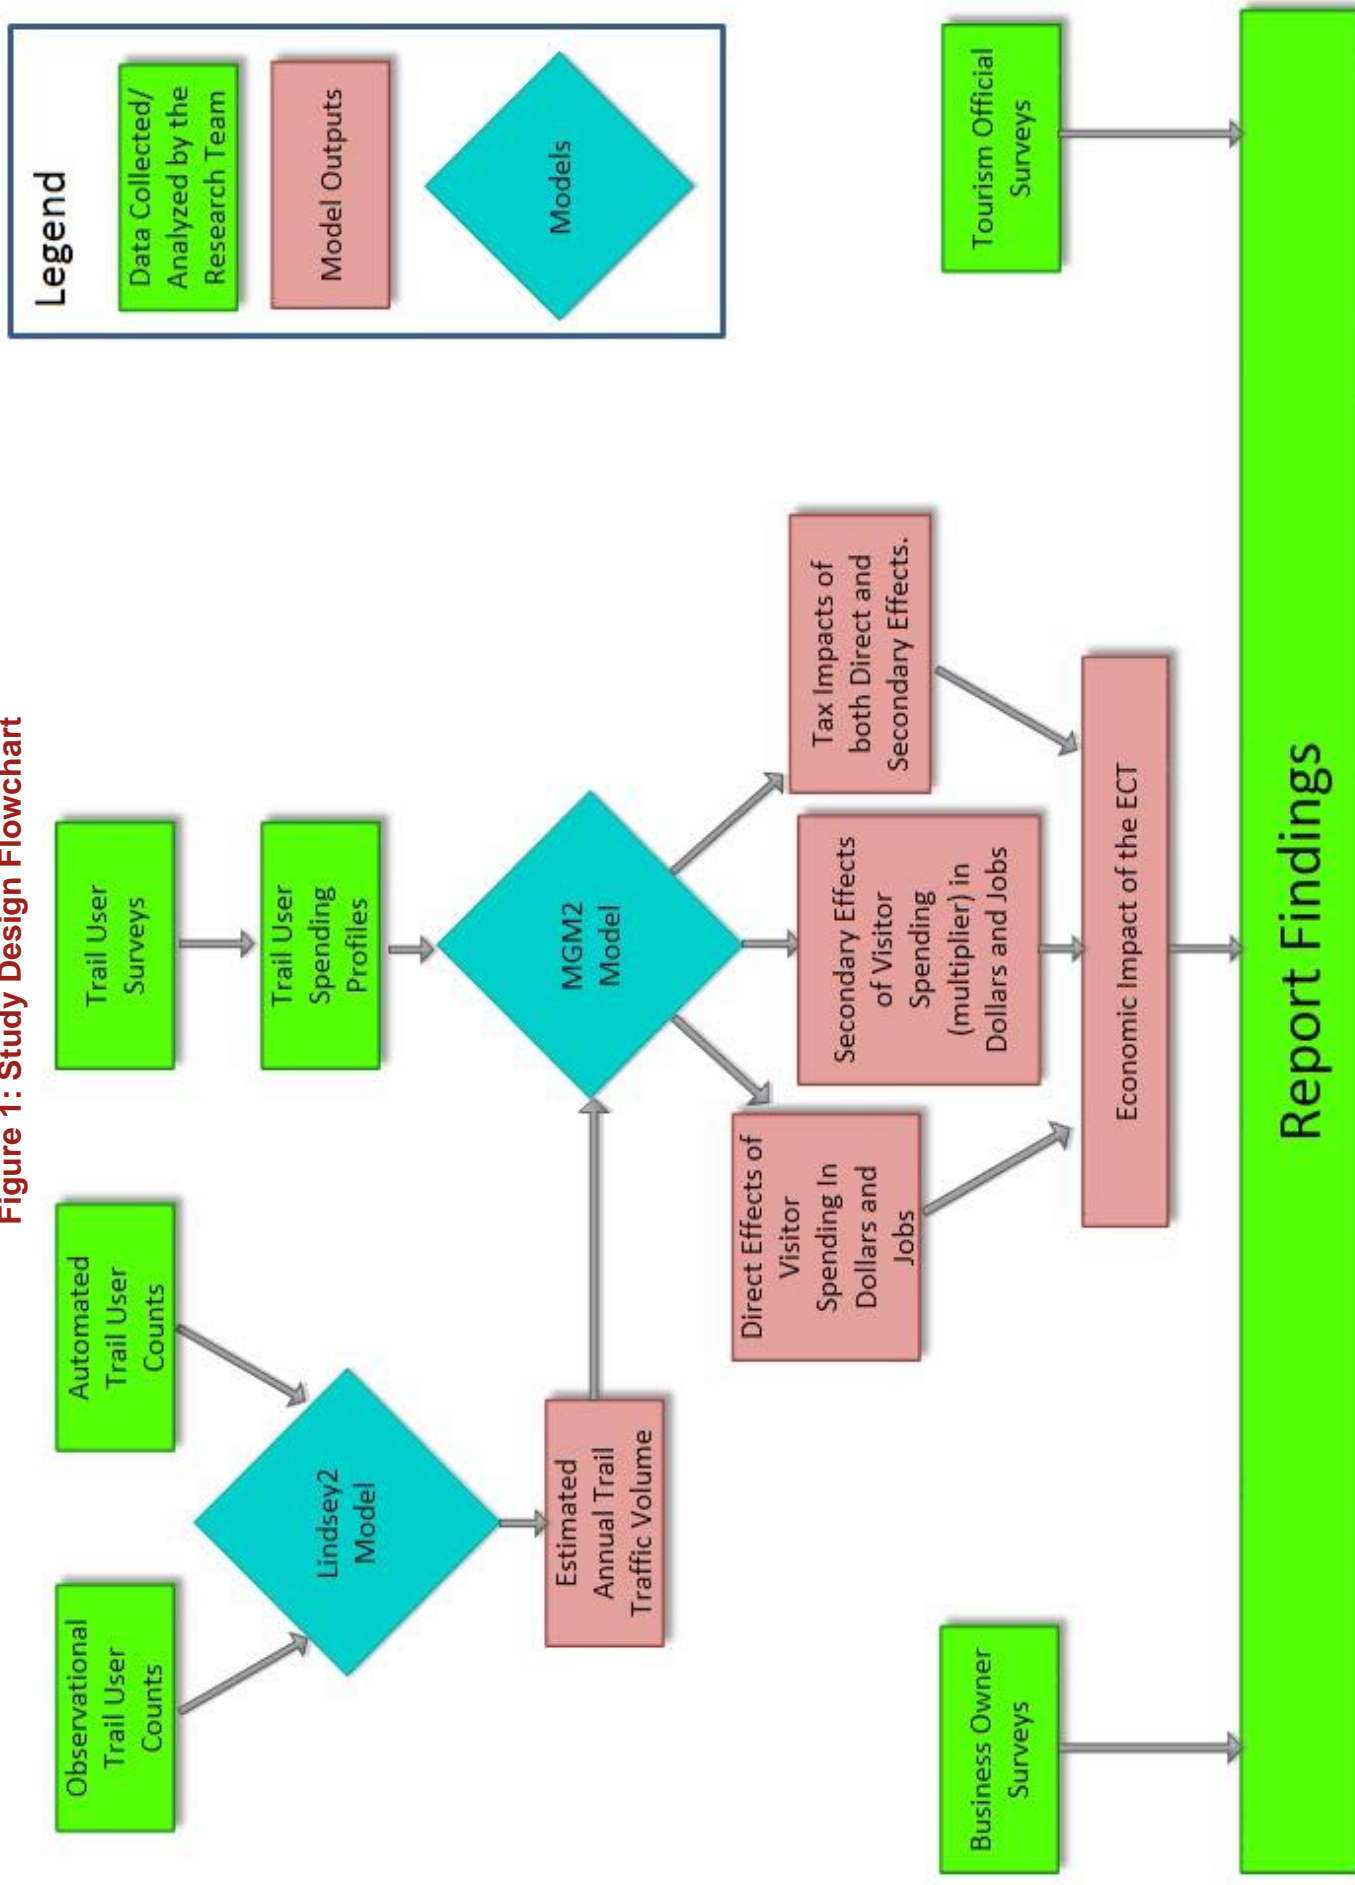 Figure 1: Study Design Flowchart
Observational
Trail User
Counts
Automated
Trail User
Counts
Trail User
Surveys
Legend
Data Collected/
Analyzed by the
Research Team
Model Outputs
Models
Lindsey2
Model
Trail User
Spending
Profiles
Estimated
Annual Trail
Traffic Volume
MGM2
Model
Direct Effects of
Visitor
Spending In
Dollars and
Jobs
Secondary Effects
of Visitor
Spending
(multiplier) in
Dollars and Jobs
Tax Impacts of
both Direct and
Secondary Effects.
Business Owner
Surveys
Economic Impact of the ECT
Tourism Official
Surveys
Report Findings